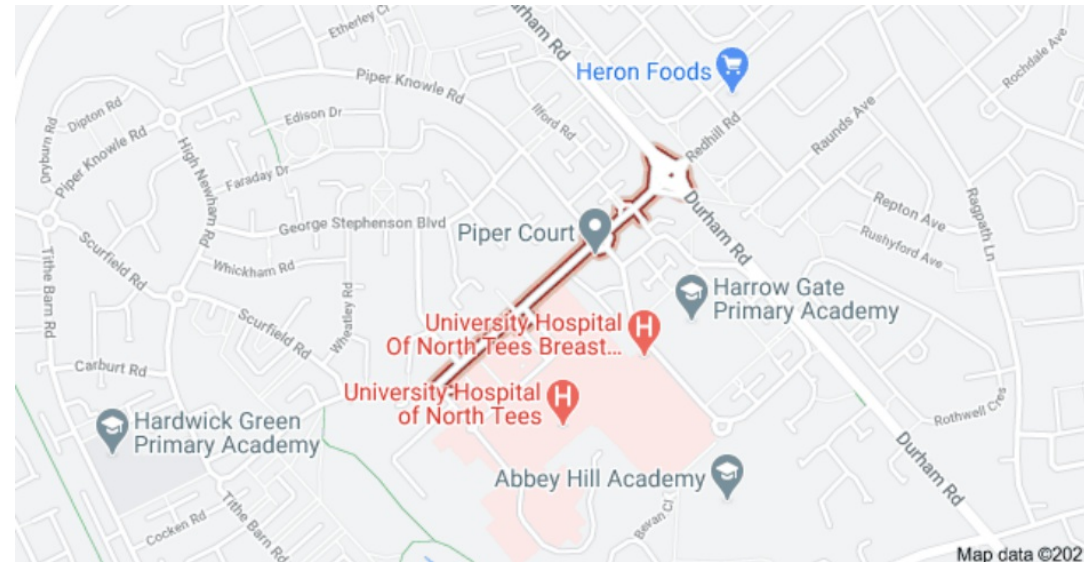 Etherley Cl
Durham Rd
Heron Foods
Rochdale Ave
Piper Knowle Rd
Dipton Rd
Ilford Rd
Edison Dr
Redhill Rd
Raunds Ave
Dryburn Rd
Piper Knowle Rd
High Newham Rd
Faraday Dr
Durham Rd
Ragpath Ln
Repton Ave
George Stephenson Blvd
Piper Court
Rushyford Ave
Scurfield Rd
Whickham Rd
Tithe Barn Rd
Wheatley Rd
Harrow Gate
Primary Academy
Scurfield Rd
University Hospital
Of North Tees Breast...
Carburt Rd
University Hospital
of North Tees
Rothwell Cres
Hardwick Green
Primary Academy
Durham Rd
Abbey Hill Academy
Tithe Barn Rd
Cocken Rd
Bevan Ct
Map data ©202